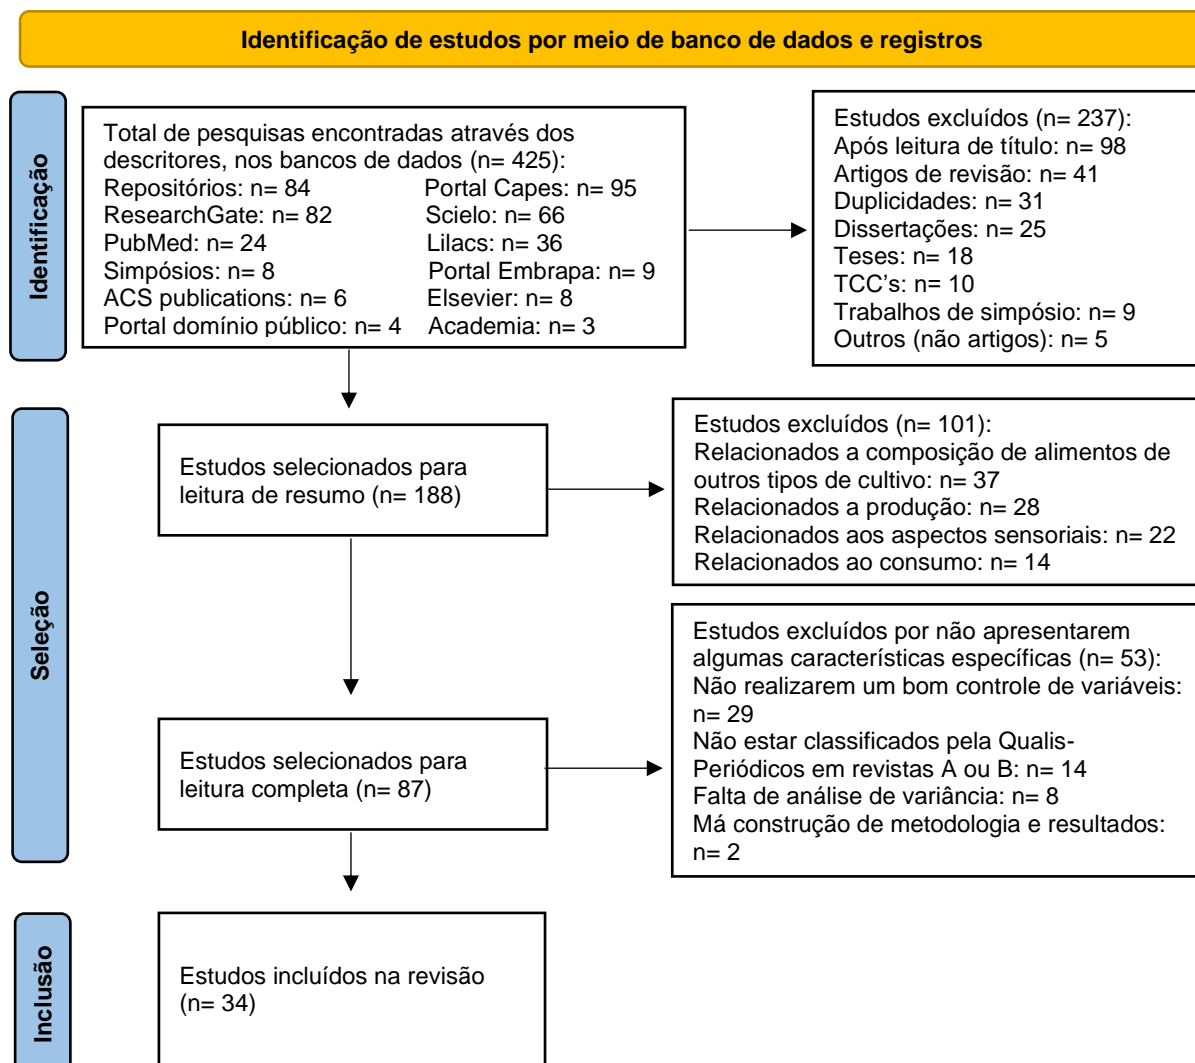 Identificação de estudos por meio de banco de dados e registros
Identificação
Total de pesquisas encontradas através dos
descritores, nos bancos de dados (n= 425):
Repositórios: n= 84 Portal Capes: n= 95
ResearchGate: n= 82 Scielo: n= 66
PubMed: n= 24 Lilacs: n= 36
Simpósios: n= 8 Portal Embrapa: n= 9
ACS publications: n= 6 Elsevier: n= 8
Portal domínio público: n= 4 Academia: n= 3
Estudos excluídos (n= 237):
Após leitura de título: n= 98
Artigos de revisão: n= 41
Duplicidades: n= 31
Dissertações: n= 25
Teses: n= 18
TCC’s: n= 10
Trabalhos de simpósio: n= 9
Outros (não artigos): n= 5
Seleção
Estudos selecionados para
leitura de resumo (n= 188)
Estudos excluídos (n= 101):
Relacionados a composição de alimentos de
outros tipos de cultivo: n= 37
Relacionados a produção: n= 28
Relacionados aos aspectos sensoriais: n= 22
Relacionados ao consumo: n= 14
Estudos selecionados para
leitura completa (n= 87)
Estudos excluídos por não apresentarem
algumas características específicas (n= 53):
Não realizarem um bom controle de variáveis:
n= 29
Não estar classificados pela Qualis-
Periódicos em revistas A ou B: n= 14
Falta de análise de variância: n= 8
Má construção de metodologia e resultados:
n= 2
Inclusão
Estudos incluídos na revisão
(n= 34)